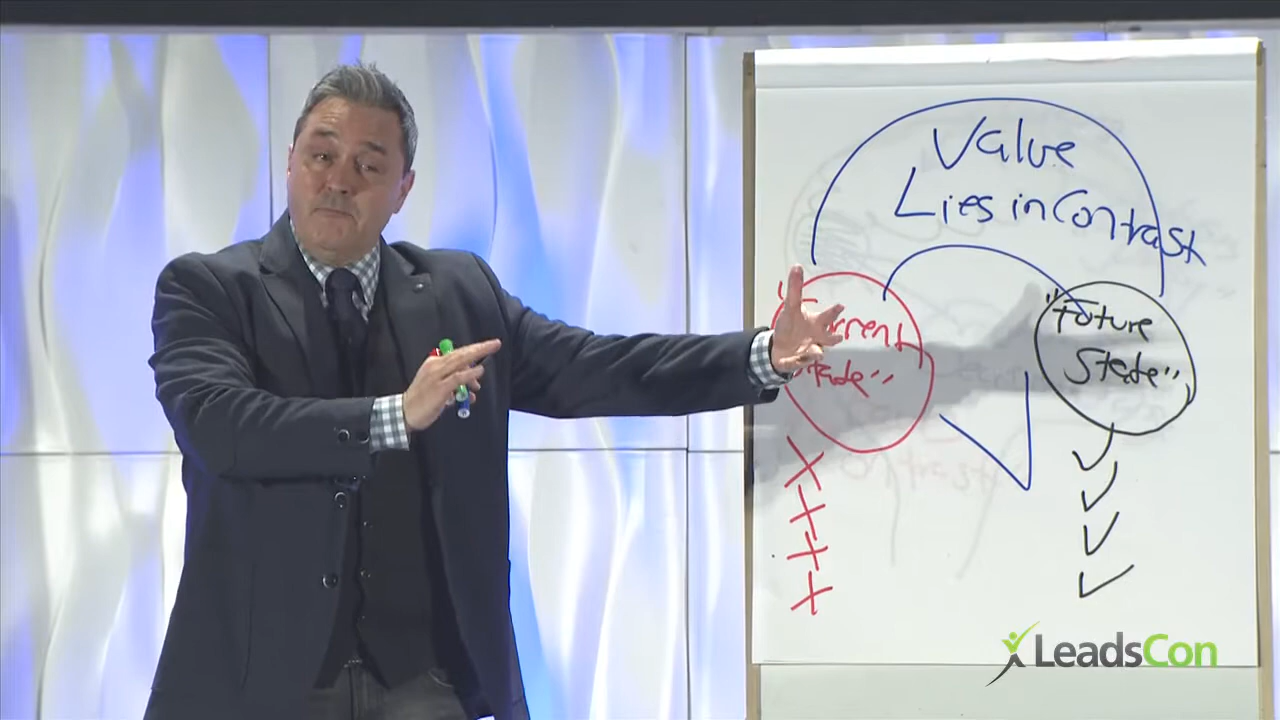 Value
Lies in Contrast
"Current
State"
"Future
State"
LeadsCon